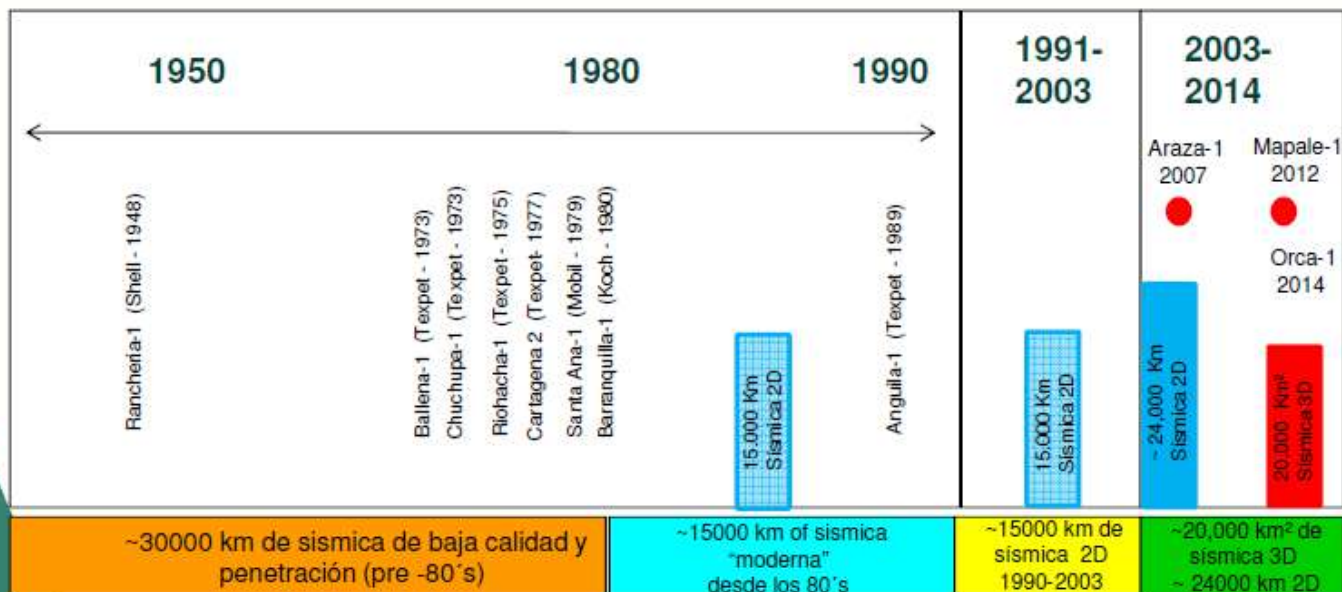 1950
1980
1990
1991-
2003
2003-
2014
Araza-1
2007
Mapale-1
2012
Orca-1
2014
Ranchería-1 (Shell - 1948)
Ballena-1 (Texpet - 1973)
Chuchupa-1 (Texpet - 1973)
Riohacha-1 (Texpet - 1975)
Cartagena 2 (Texpet- 1977)
Santa Ana-1 (Mobil - 1979)
Barranquilla-1 (Koch - 1980)
15.000 Km
Sísmica 2D
Anguila-1 (Texpet - 1989)
15.000 Km
Sísmica 2D
~ 24,000 Km
Sísmica 2D
20.000 Km²
Sísmica 3D
~30000 km de sismica de baja calidad y
penetración (pre -80´s)
~15000 km of sismica
"moderna"
desde los 80´s
~15000 km de
sísmica 2D
1990-2003
~20,000 km² de
sísmica 3D
~ 24000 km 2D